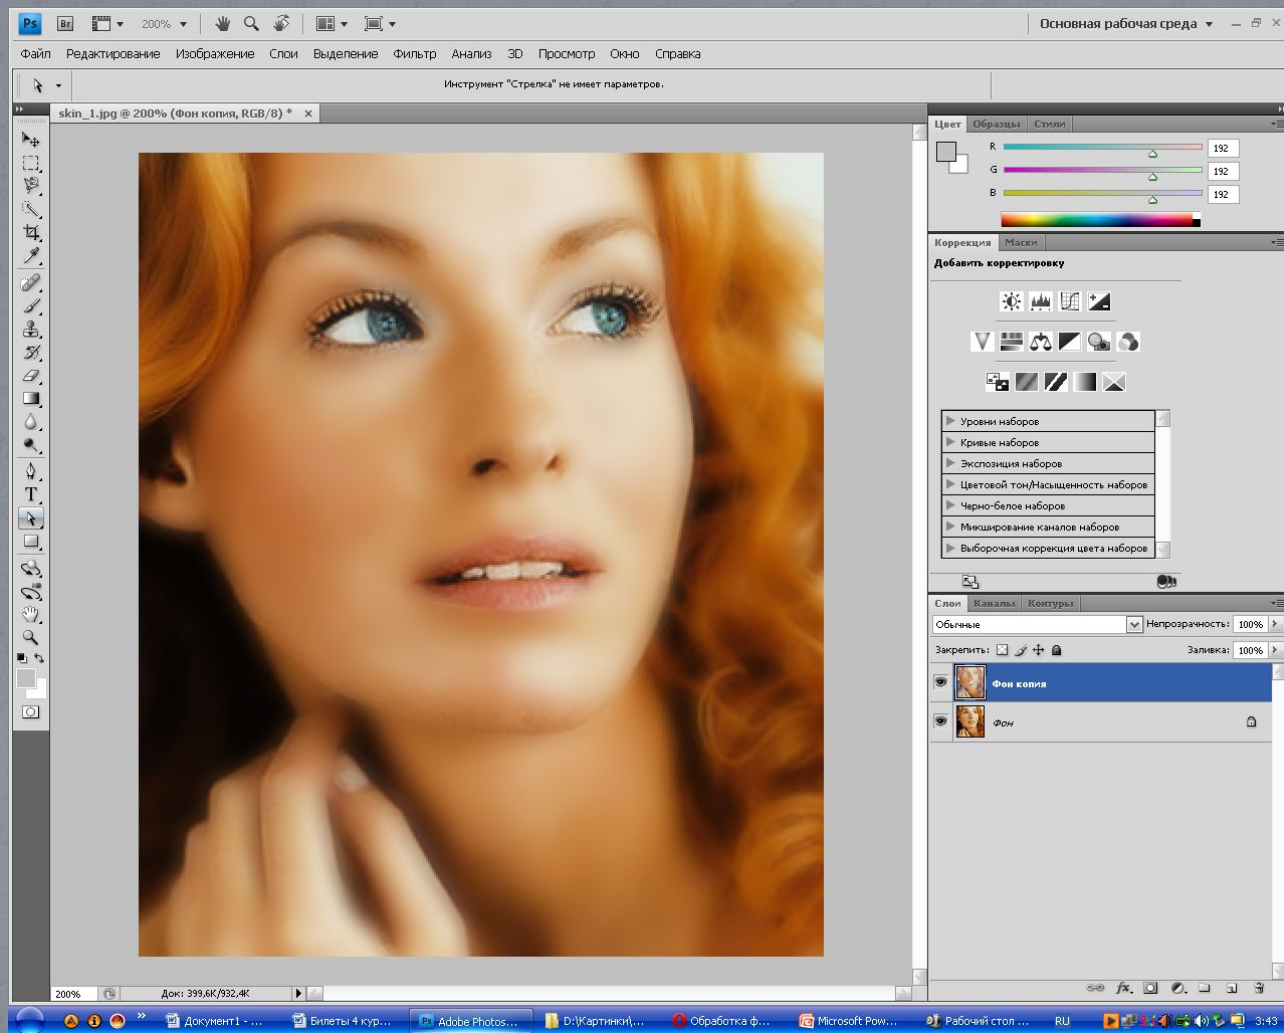 Ps Br 200% Основная рабочая среда
Файл Редактирование Изображение Слои Выделение Фильтр Анализ 3D Просмотр Окно Справка
Инструмент "Стрелка" не имеет параметров.
skin_1.jpg @ 200% (Фон копия, RGB/8) * x
Цвет Образцы Стили
R 192
G 192
B 192
Коррекция Маски
Добавить корректировку
Уровни наборов
Кривые наборов
Экспозиция наборов
Цветовой тон/Насыщенность наборов
Черно-белое наборов
Микширование каналов наборов
Выборочная коррекция цвета наборов
Слои Каналы Контуры
Обычные Непрозрачность: 100%
Закрепить: Заливка: 100%
Фон копия
Фон
200% Док: 399,6K/932,4K
Документ1 - ... Билеты 4 кур... Ps Adobe Photos... D:\Картинки\... Обработка ф... Microsoft Pow... Рабочий стол ... RU 3:43